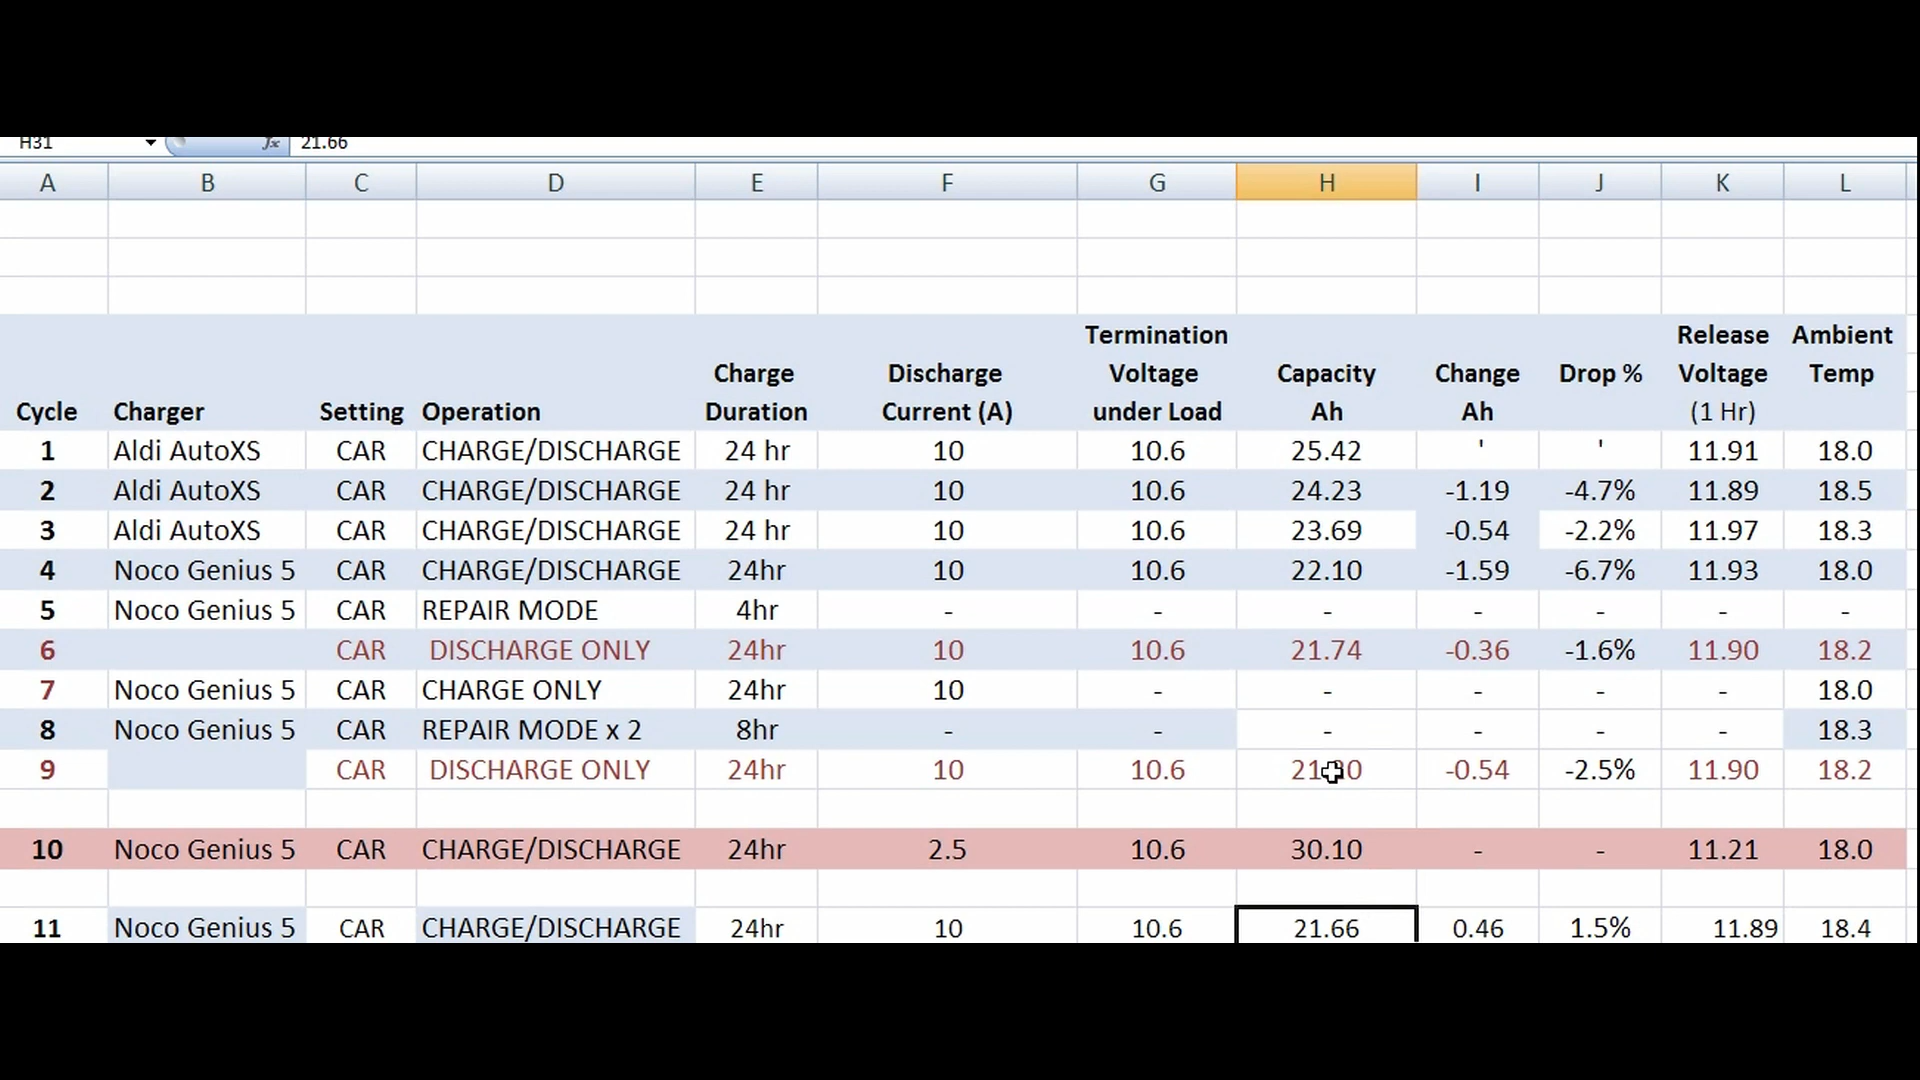 H31 fx 21.66
A B C D E F G H I J K L
Termination Release Ambient
Charge Discharge Voltage Capacity Change Drop % Voltage Temp
Cycle Charger Setting Operation Duration Current (A) under Load Ah Ah (1 Hr)
1 Aldi AutoXS CAR CHARGE/DISCHARGE 24 hr 10 10.6 25.42 ' ' 11.91 18.0
2 Aldi AutoXS CAR CHARGE/DISCHARGE 24 hr 10 10.6 24.23 -1.19 -4.7% 11.89 18.5
3 Aldi AutoXS CAR CHARGE/DISCHARGE 24 hr 10 10.6 23.69 -0.54 -2.2% 11.97 18.3
4 Noco Genius 5 CAR CHARGE/DISCHARGE 24hr 10 10.6 22.10 -1.59 -6.7% 11.93 18.0
5 Noco Genius 5 CAR REPAIR MODE 4hr - - - - - - -
6 CAR DISCHARGE ONLY 24hr 10 10.6 21.74 -0.36 -1.6% 11.90 18.2
7 Noco Genius 5 CAR CHARGE ONLY 24hr 10 - - - - - 18.0
8 Noco Genius 5 CAR REPAIR MODE x 2 8hr - - - - - - 18.3
9 CAR DISCHARGE ONLY 24hr 10 10.6 -0.54 -2.5% 11.90 18.2
10 Noco Genius 5 CAR CHARGE/DISCHARGE 24hr 2.5 10.6 30.10 - - 11.21 18.0
11 Noco Genius 5 CAR CHARGE/DISCHARGE 24hr 10 10.6 21.66 0.46 1.5% 11.89 18.4